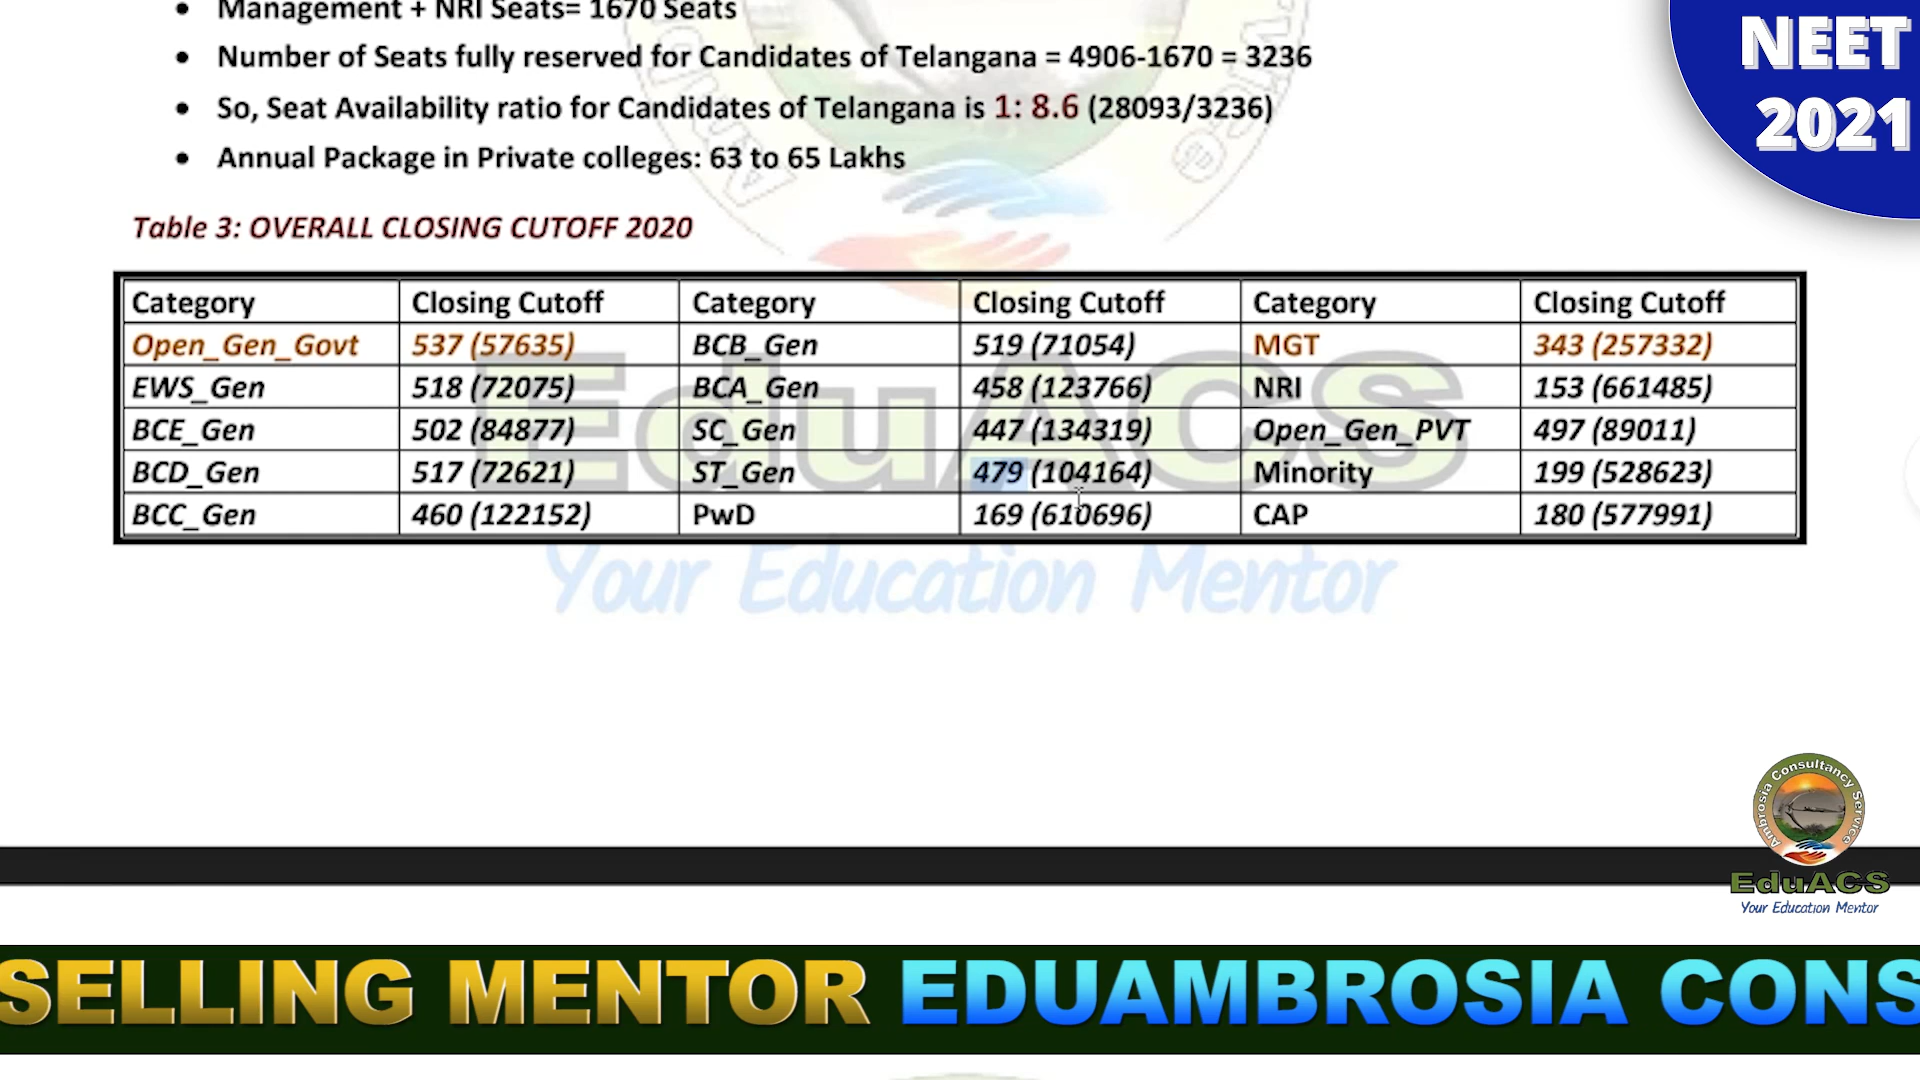 Management + NRI Seats= 1670 Seats
Number of Seats fully reserved for Candidates of Telangana = 4906-1670 = 3236
So, Seat Availability ratio for Candidates of Telangana is 1: 8.6 (28093/3236)
Annual Package in Private colleges: 63 to 65 Lakhs
NEET
2021
Table 3: OVERALL CLOSING CUTOFF 2020
Category Closing Cutoff Category Closing Cutoff Category Closing Cutoff
Open_Gen_Govt 537 (57635) BCB_Gen 519 (71054) MGT 343 (257332)
EWS_Gen 518 (72075) BCA_Gen 458 (123766) NRI 153 (661485)
BCE_Gen 502 (84877) SC_Gen 447 (134319) Open_Gen_PVT 497 (89011)
BCD_Gen 517 (72621) ST_Gen 479 (104164) Minority 199 (528623)
BCC_Gen 460 (122152) PwD 169 (610696) CAP 180 (577991)
EduACS
Your Education Mentor
Ambrosia Consultancy Service
EduACS
Your Education Mentor
SELLING MENTOR EDUAMBROSIA CONS